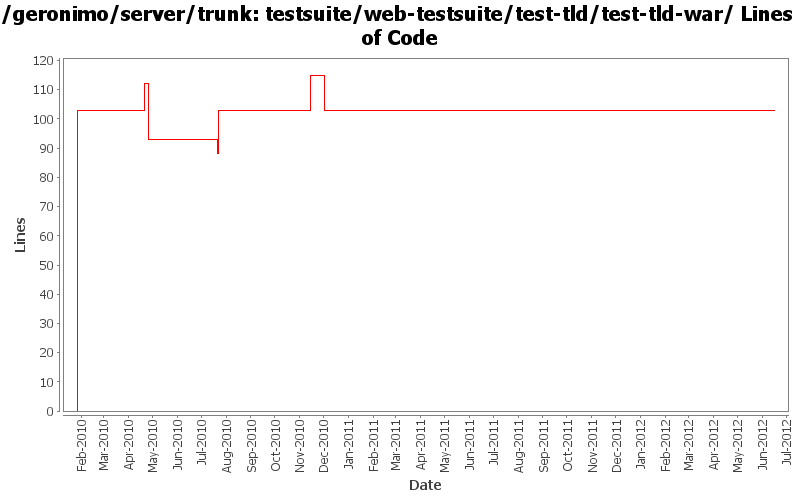 /geronimo/server/trunk: testsuite/web-testsuite/test-tld/test-tld-war/ Lines
of Code
120
110
100
90
80
70
60
50
40
30
20
10
0
Lines
Feb-2010
Mar-2010
Apr-2010
May-2010
Jun-2010
Jul-2010
Aug-2010
Sep-2010
Oct-2010
Nov-2010
Dec-2010
Jan-2011
Feb-2011
Mar-2011
Apr-2011
May-2011
Jun-2011
Jul-2011
Aug-2011
Sep-2011
Oct-2011
Nov-2011
Dec-2011
Jan-2012
Feb-2012
Mar-2012
Apr-2012
May-2012
Jun-2012
Jul-2012
Date